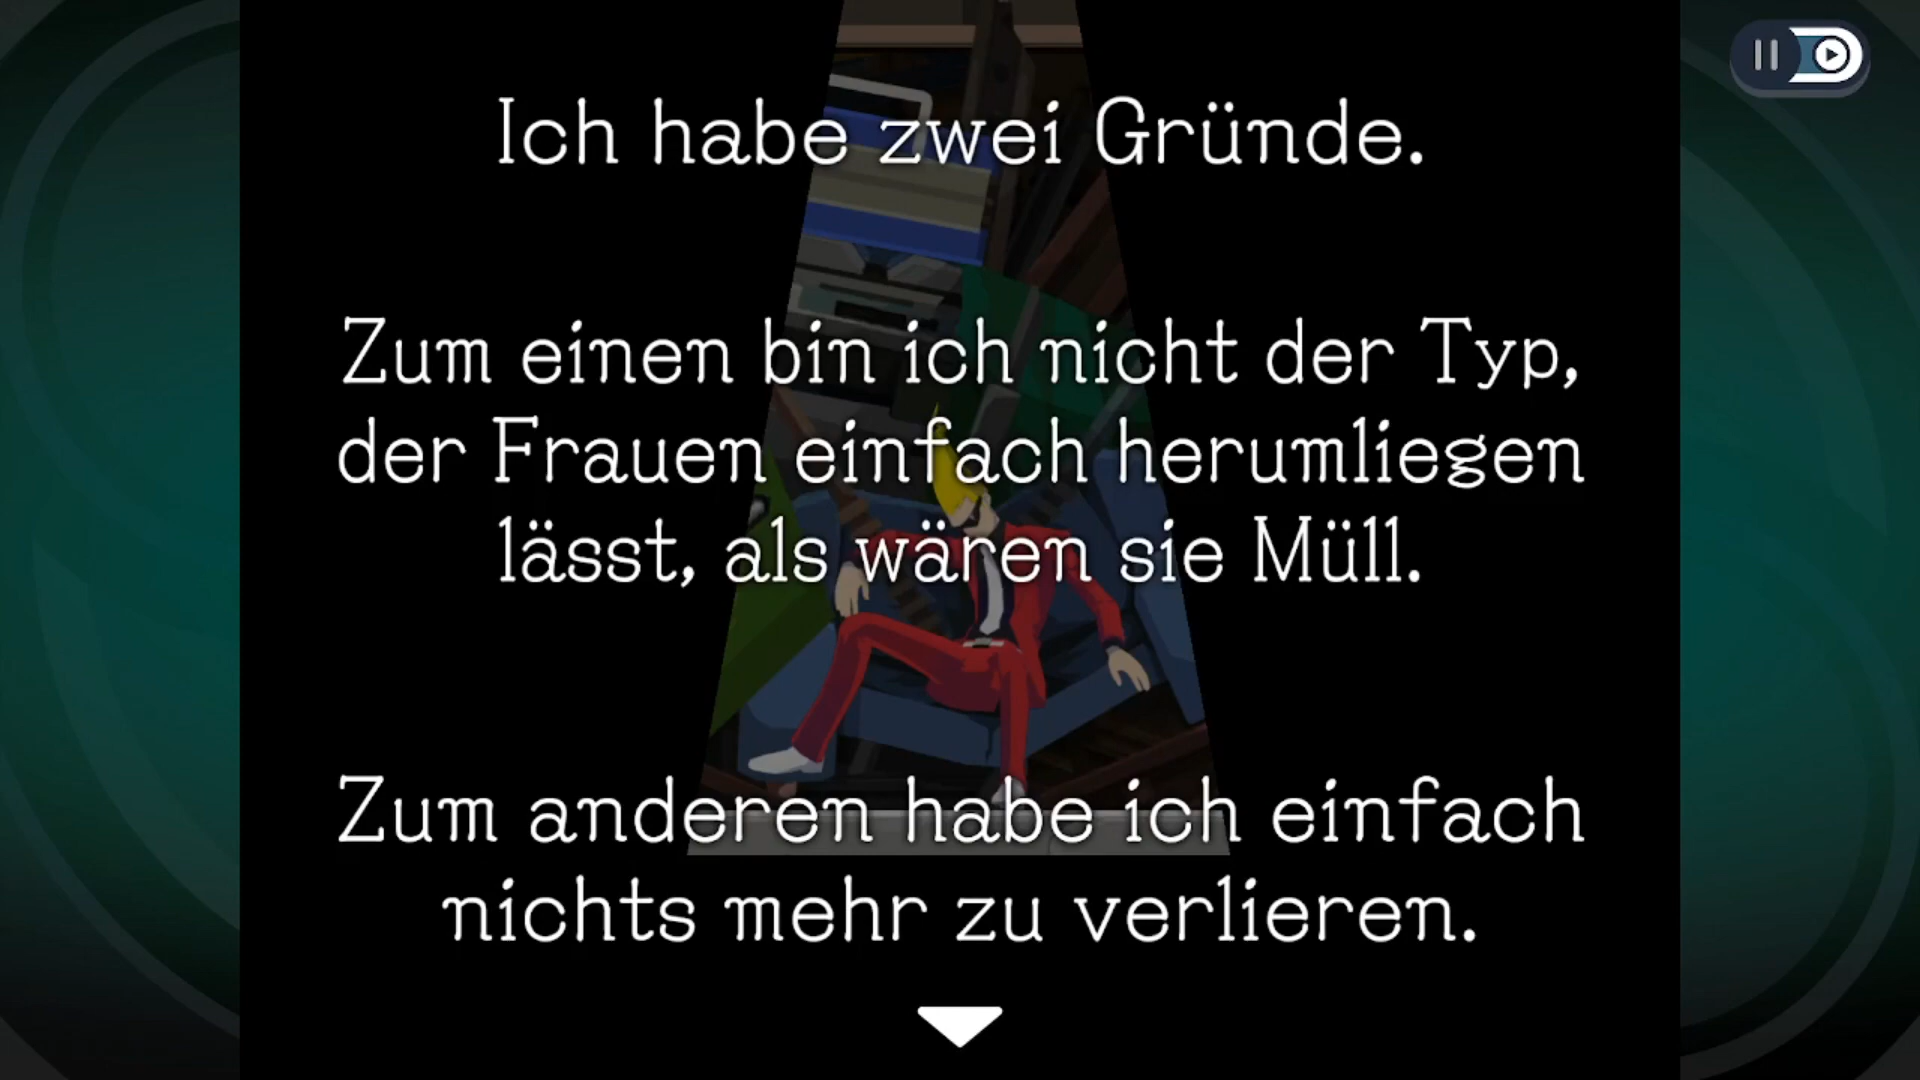 Ich habe zwei Gründe.
Zum einen bin ich nicht der Typ,
der Frauen einfach herumliegen
lässt, als wären sie Müll.
Zum anderen habe ich einfach
nichts mehr zu verlieren.